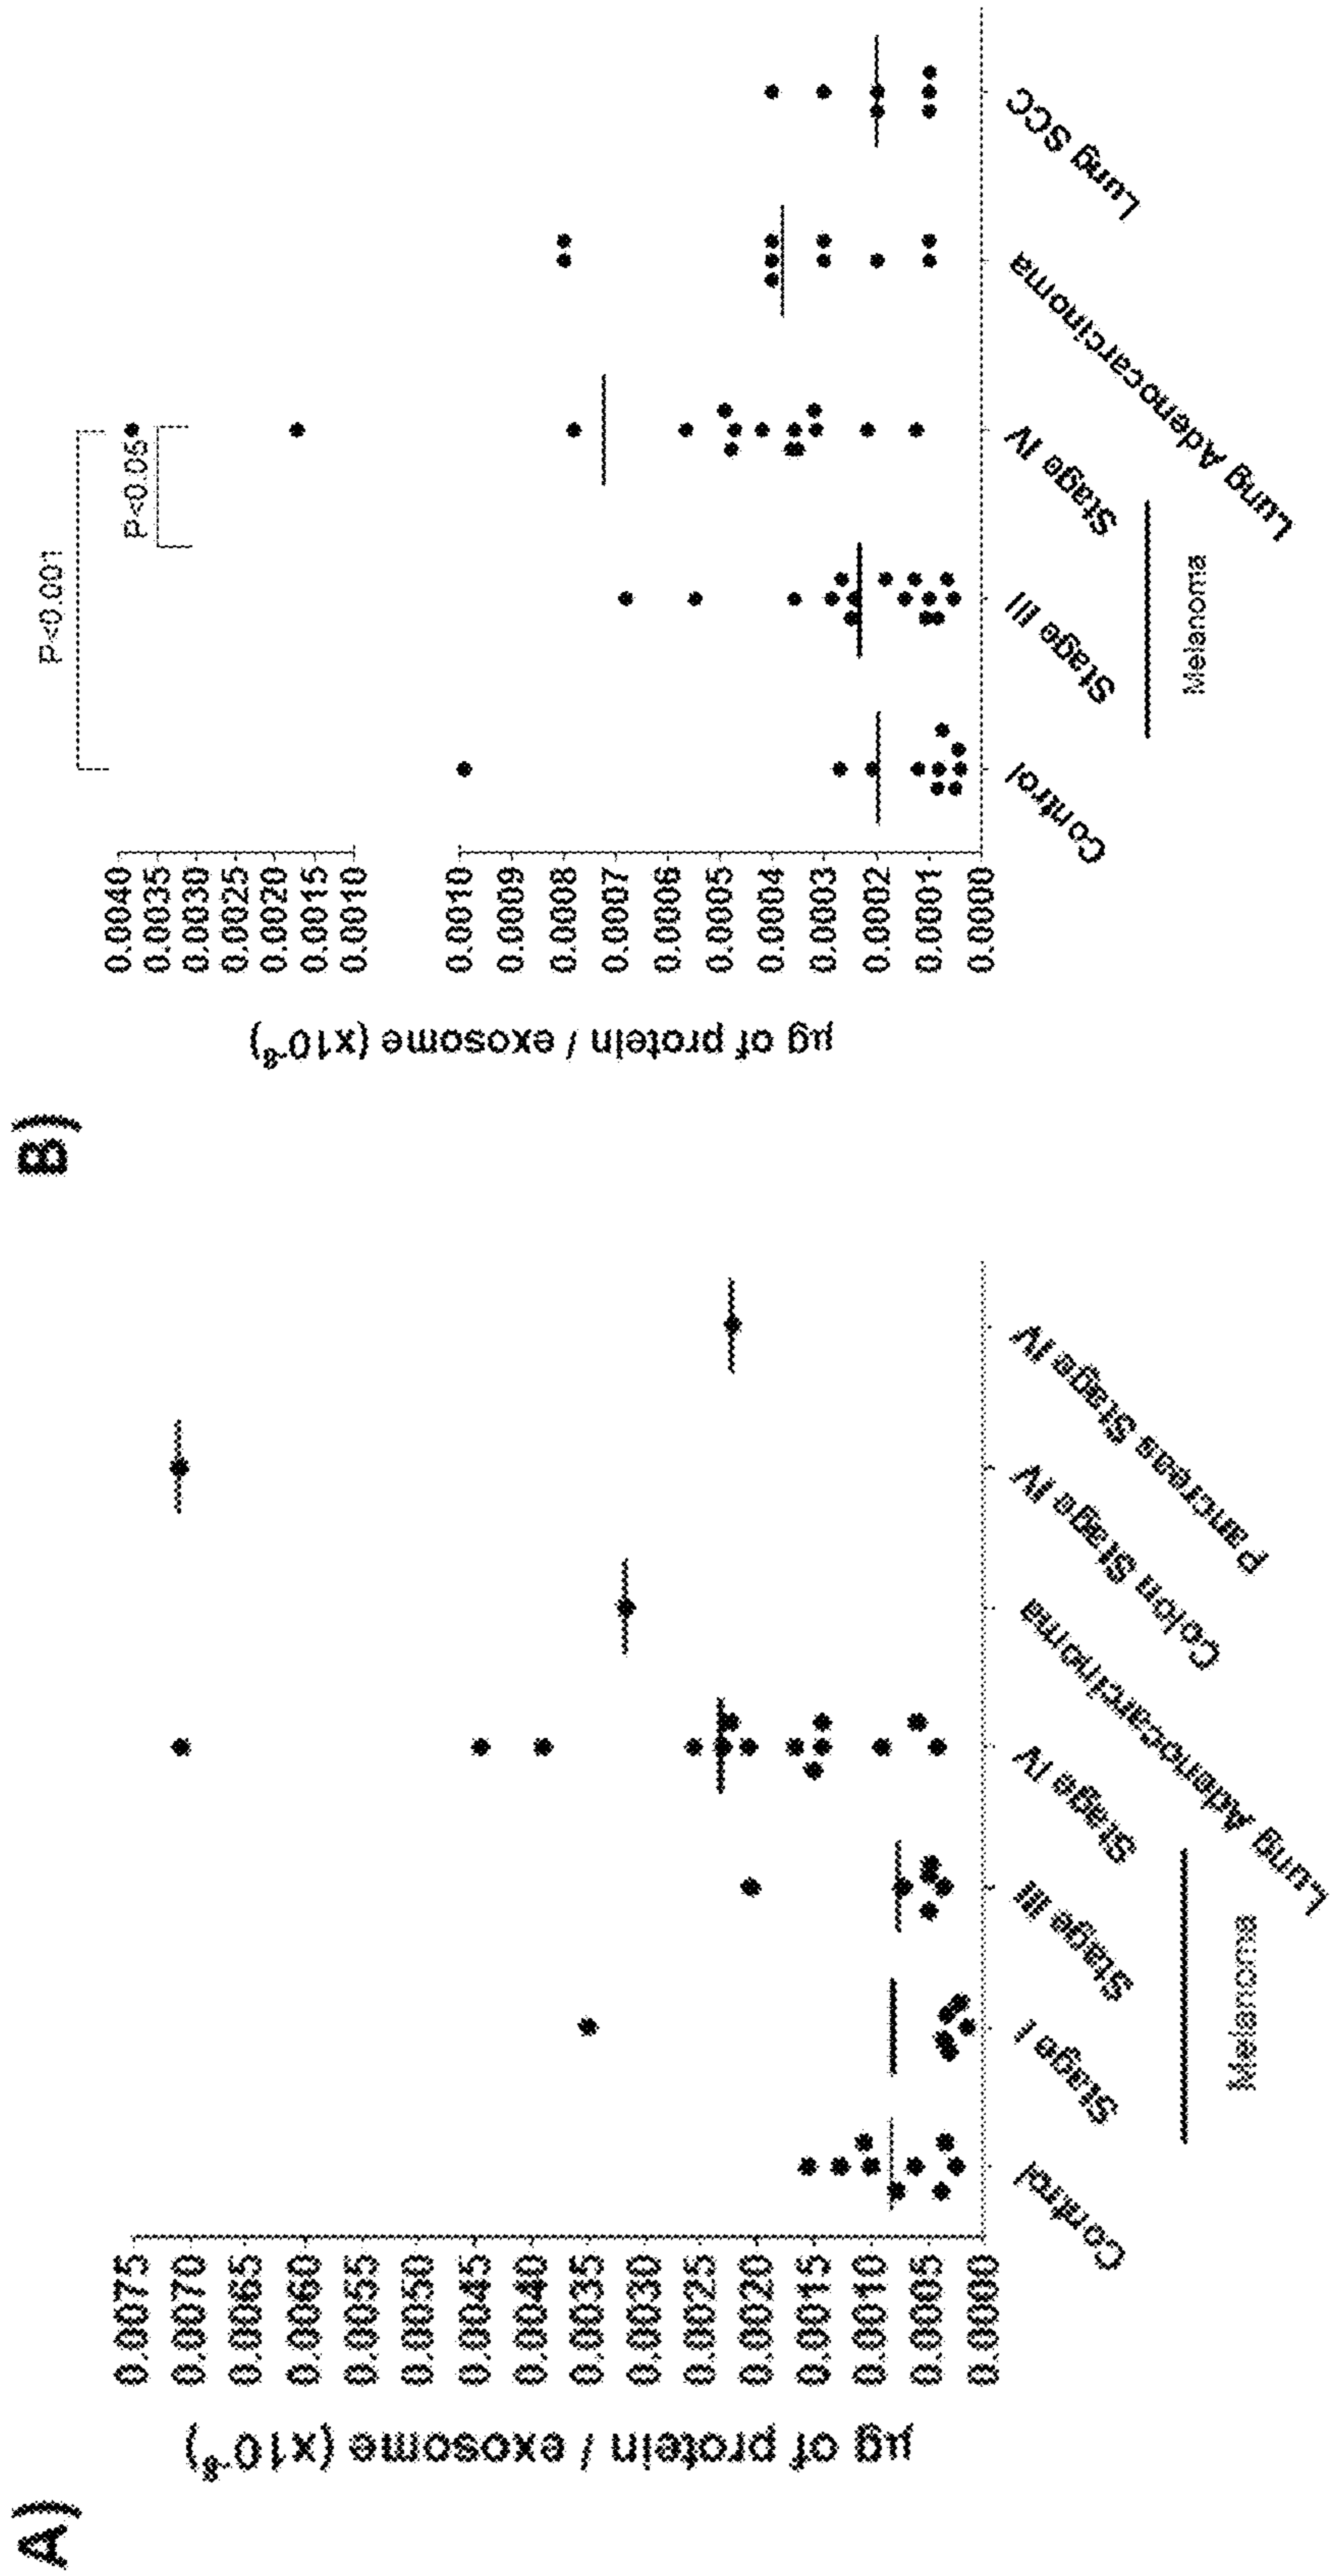 A)
µg of protein / exosome (x10-8)
0.0075
0.0070
0.0065
0.0060
0.0055
0.0050
0.0045
0.0040
0.0035
0.0030
0.0025
0.0020
0.0015
0.0010
0.0005
0.0000
Control
Stage I
Stage III
Stage IV
Lung Adenocarcinoma
Colon Stage IV
Pancreas Stage IV
Melanoma
B)
µg of protein / exosome (x10-8)
0.0040
0.0035
0.0030
0.0025
0.0020
0.0015
0.0010
0.0010
0.0009
0.0008
0.0007
0.0006
0.0005
0.0004
0.0003
0.0002
0.0001
0.0000
P<0.001
P<0.05
Control
Stage III
Stage IV
Lung Adenocarcinoma
Lung SCC
Melanoma